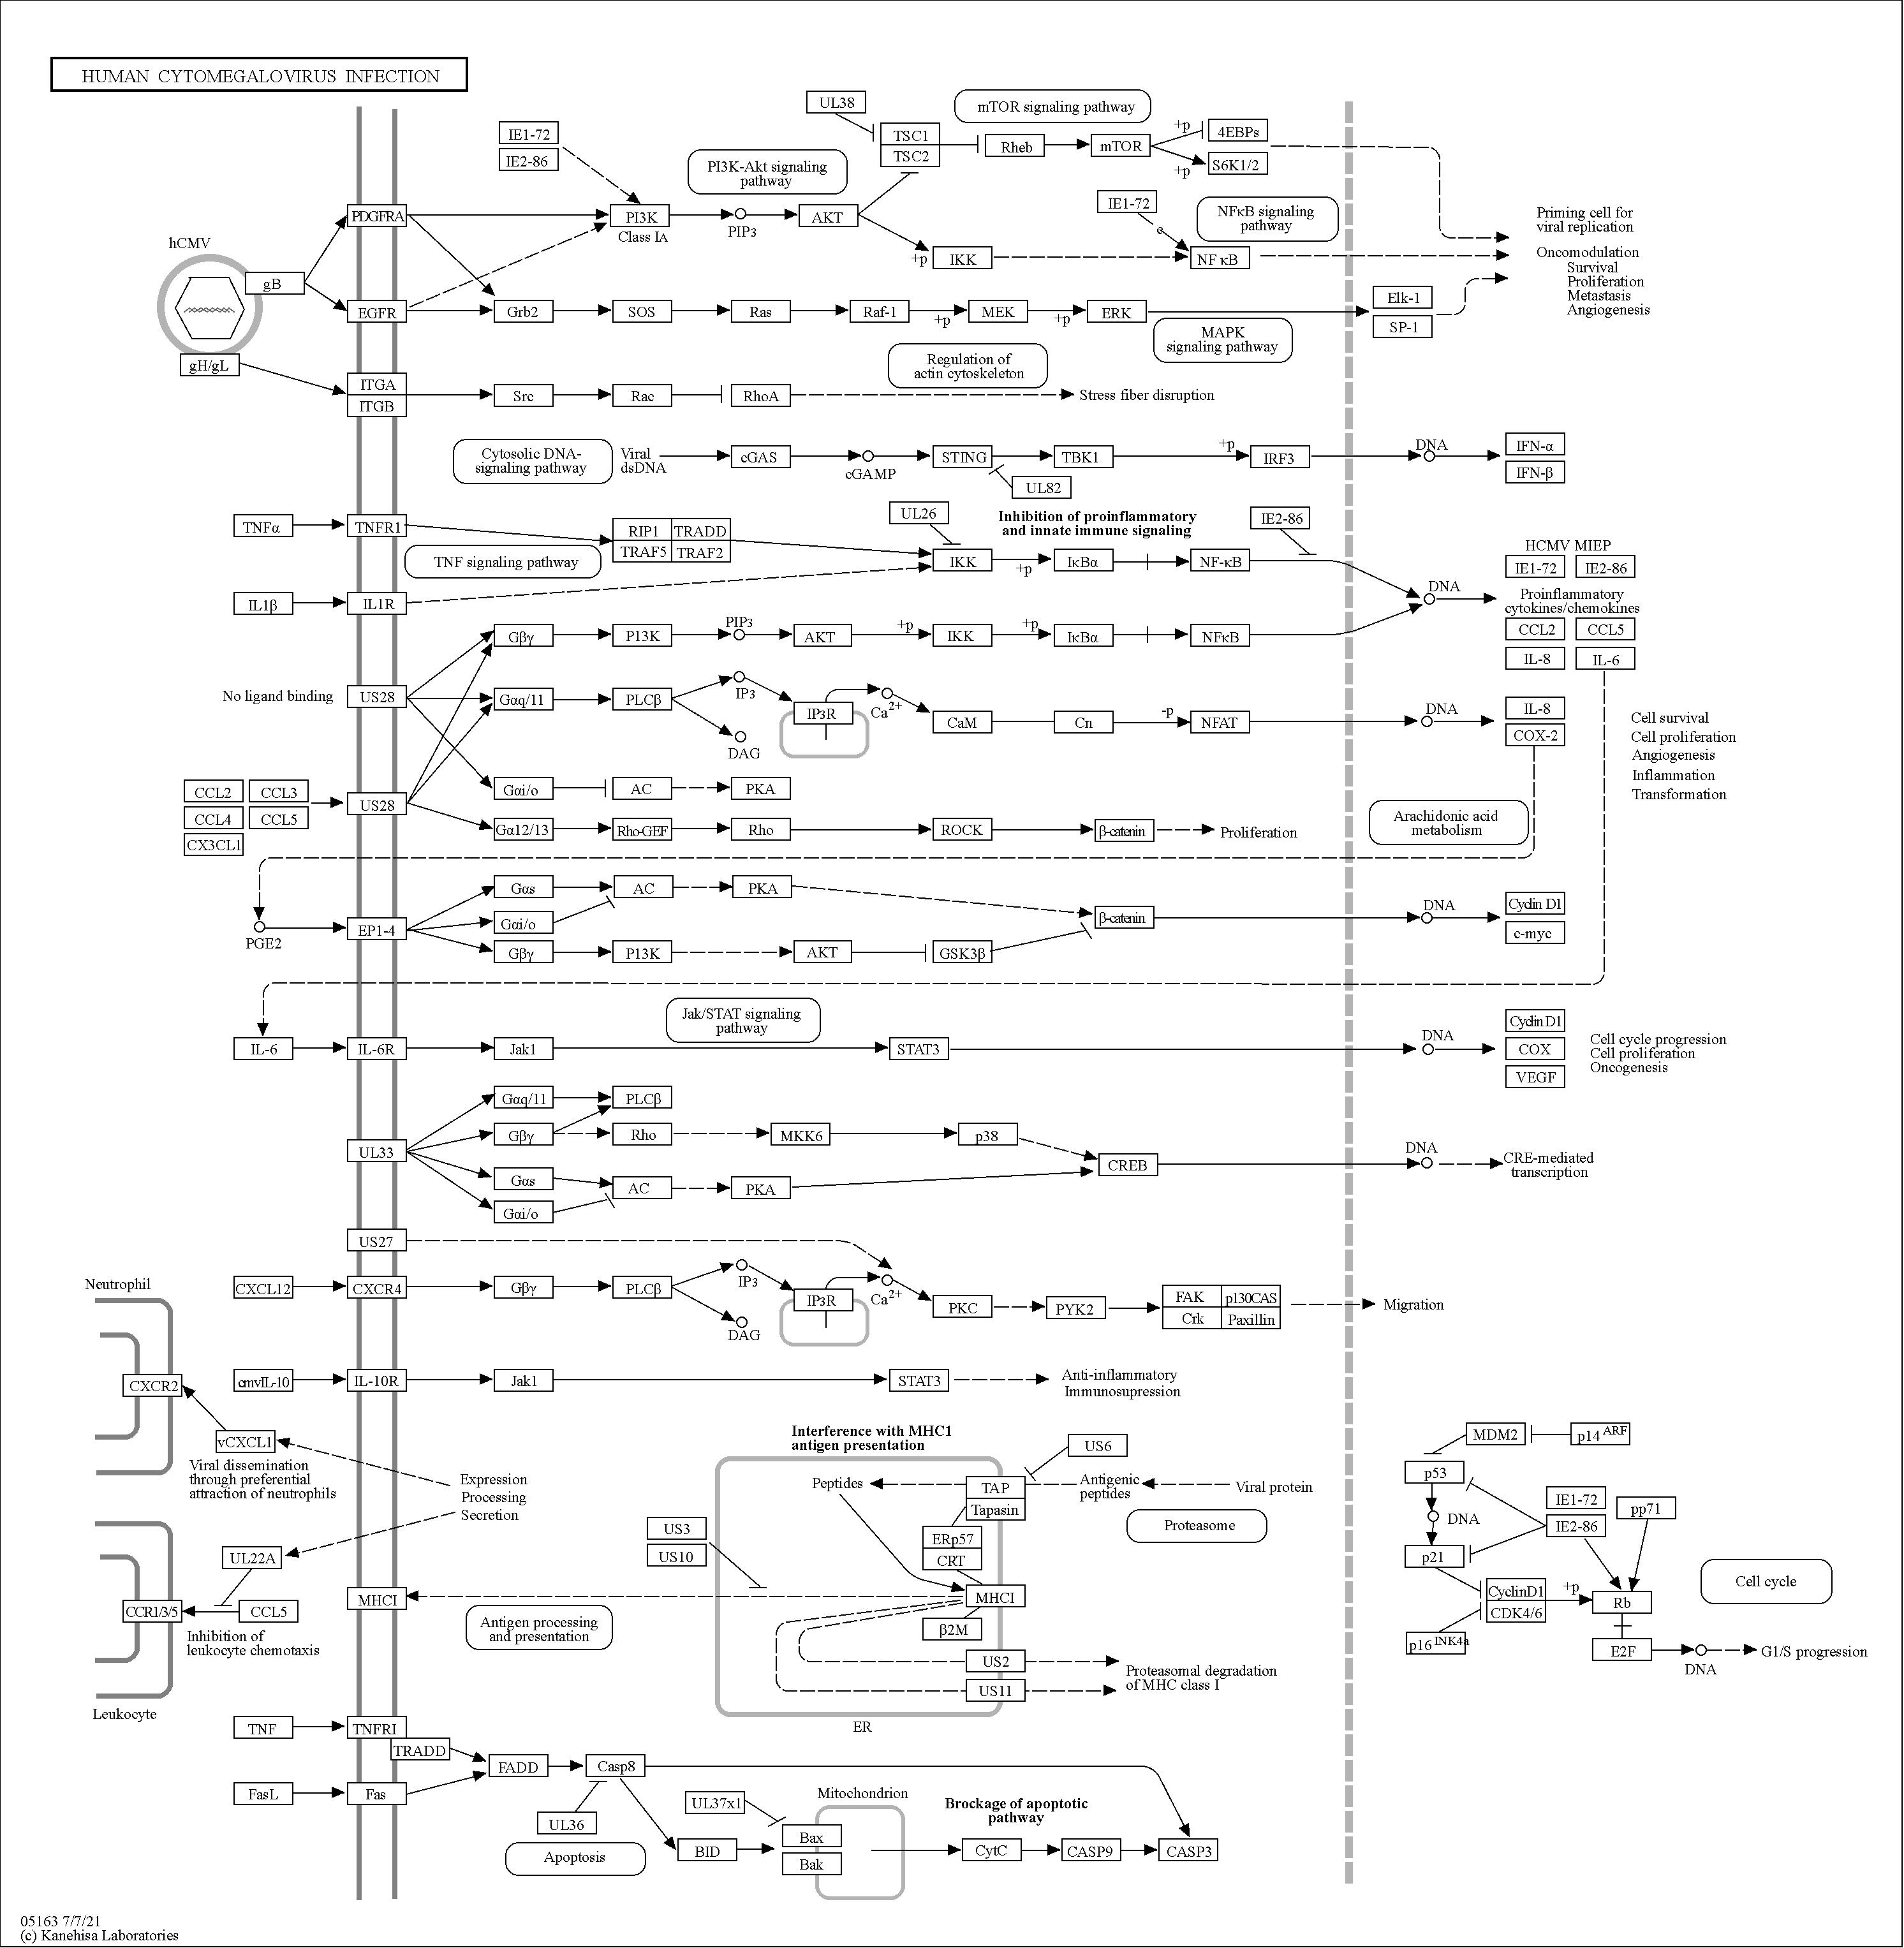 HUMAN CYTOMEGALOVIRUS INFECTION
UL38
mTOR signaling pathway
IE1-72
IE2-86
TSC1
TSC2
Rheb
mTOR
+p
4EBPs
+p
S6K1/2
PI3K-Akt signaling
pathway
PDGFRA
PI3K
Class IA
PIP3
AKT
IE1-72
e
NFκB signaling
pathway
Priming cell for
viral replication
hCMV
gB
+p
IKK
NFκB
Oncomodulation
Survival
Proliferation
Metastasis
Angiogenesis
EGFR
Grb2
SOS
Ras
Raf-1
+p
MEK
+p
ERK
Elk-1
SP-1
MAPK
signaling pathway
gH/gL
Regulation of
actin cytoskeleton
ITGA
ITGB
Src
Rac
RhoA
Stress fiber disruption
Cytosolic DNA-
signaling pathway
Viral
dsDNA
cGAS
cGAMP
STING
TBK1
+p
IRF3
DNA
IFN-α
IFN-β
UL82
TNFα
TNFR1
RIP1
TRADD
TRAF5
TRAF2
UL26
Inhibition of proinflammatory
and innate immune signaling
IE2-86
TNF signaling pathway
IKK
+p
IκBα
NF-κB
HCMV MIEP
IE1-72
IE2-86
DNA
Proinflammatory
cytokines/chemokines
IL1β
IL1R
CCL2
CCL5
IL-8
IL-6
Gβγ
P13K
PIP3
AKT
+p
IKK
+p
IκBα
NFκB
No ligand binding
US28
Gαq/11
PLCβ
IP3
DAG
IP3R
Ca2+
CaM
Cn
-p
NFAT
DNA
IL-8
COX-2
Cell survival
Cell proliferation
Angiogenesis
Inflammation
Transformation
CCL2
CCL3
CCL4
CCL5
CX3CL1
US28
Gαi/o
AC
PKA
Gα12/13
Rho-GEF
Rho
ROCK
β-catenin
Proliferation
Arachidonic acid
metabolism
PGE2
EP1-4
Gαs
AC
PKA
Gαi/o
Gβγ
P13K
AKT
GSK3β
β-catenin
DNA
Cyclin D1
c-myc
Jak/STAT signaling
pathway
IL-6
IL-6R
Jak1
STAT3
DNA
Cyclin D1
COX
VEGF
Cell cycle progression
Cell proliferation
Oncogenesis
UL33
Gαq/11
PLCβ
Gβγ
Rho
MKK6
p38
Gαs
AC
PKA
Gαi/o
CREB
DNA
CRE-mediated
transcription
US27
CXCL12
CXCR4
Gβγ
PLCβ
IP3
DAG
IP3R
Ca2+
PKC
PYK2
FAK
p130CAS
Crk
Paxillin
Migration
Neutrophil
CXCR2
cmvIL-10
IL-10R
Jak1
STAT3
Anti-inflammatory
Immunosupression
vCXCL1
Viral dissemination
through preferential
attraction of neutrophils
Expression
Processing
Secretion
UL22A
CCR1/3/5
CCL5
Inhibition of
leukocyte chemotaxis
Leukocyte
Interference with MHC1
antigen presentation
US6
Peptides
TAP
Tapasin
Antigenic
peptides
Viral protein
Proteasome
US3
US10
ERp57
CRT
MHCI
MHCI
β2M
Antigen processing
and presentation
US2
US11
Proteasomal degradation
of MHC class I
ER
MDM2
p14ARF
p53
DNA
p21
IE1-72
IE2-86
pp71
CyclinD1
CDK4/6
+p
Rb
p16INK4a
E2F
DNA
G1/S progression
Cell cycle
TNF
TNFRI
TRADD
FADD
Casp8
FasL
Fas
UL36
Apoptosis
BID
UL37x1
Mitochondrion
Bax
Bak
Brockage of apoptotic
pathway
CytC
CASP9
CASP3
05163 7/7/21
(c) Kanehisa Laboratories